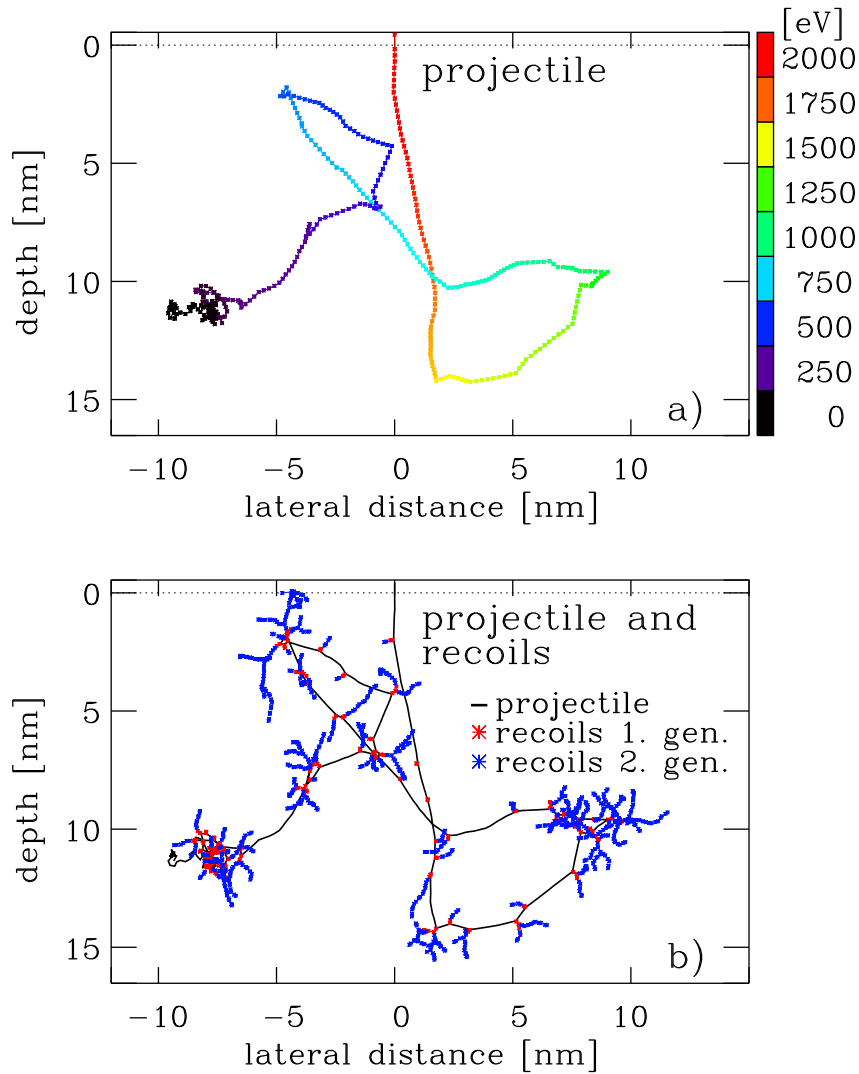 [eV]
0
projectile
2000
1750
5
1500
1250
depth [nm]
1000
10
750
500
15
250
a)
0
−10 −5 0 5 10
lateral distance [nm]
0
projectile and
recoils
5
projectile
recoils 1. gen.
recoils 2. gen.
depth [nm]
10
15
b)
−10 −5 0 5 10
lateral distance [nm]